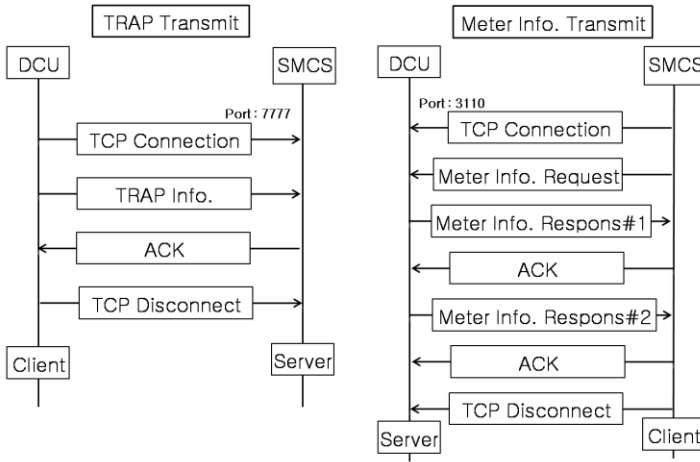 TRAP Transmit
DCU
SMCS
Port : 7777
TCP Connection
TRAP Info.
ACK
TCP Disconnect
Client
Server
Meter Info. Transmit
DCU
SMCS
Port : 3110
TCP Connection
Meter Info. Request
Meter Info. Respons#1
ACK
Meter Info. Respons#2
ACK
TCP Disconnect
Server
Client